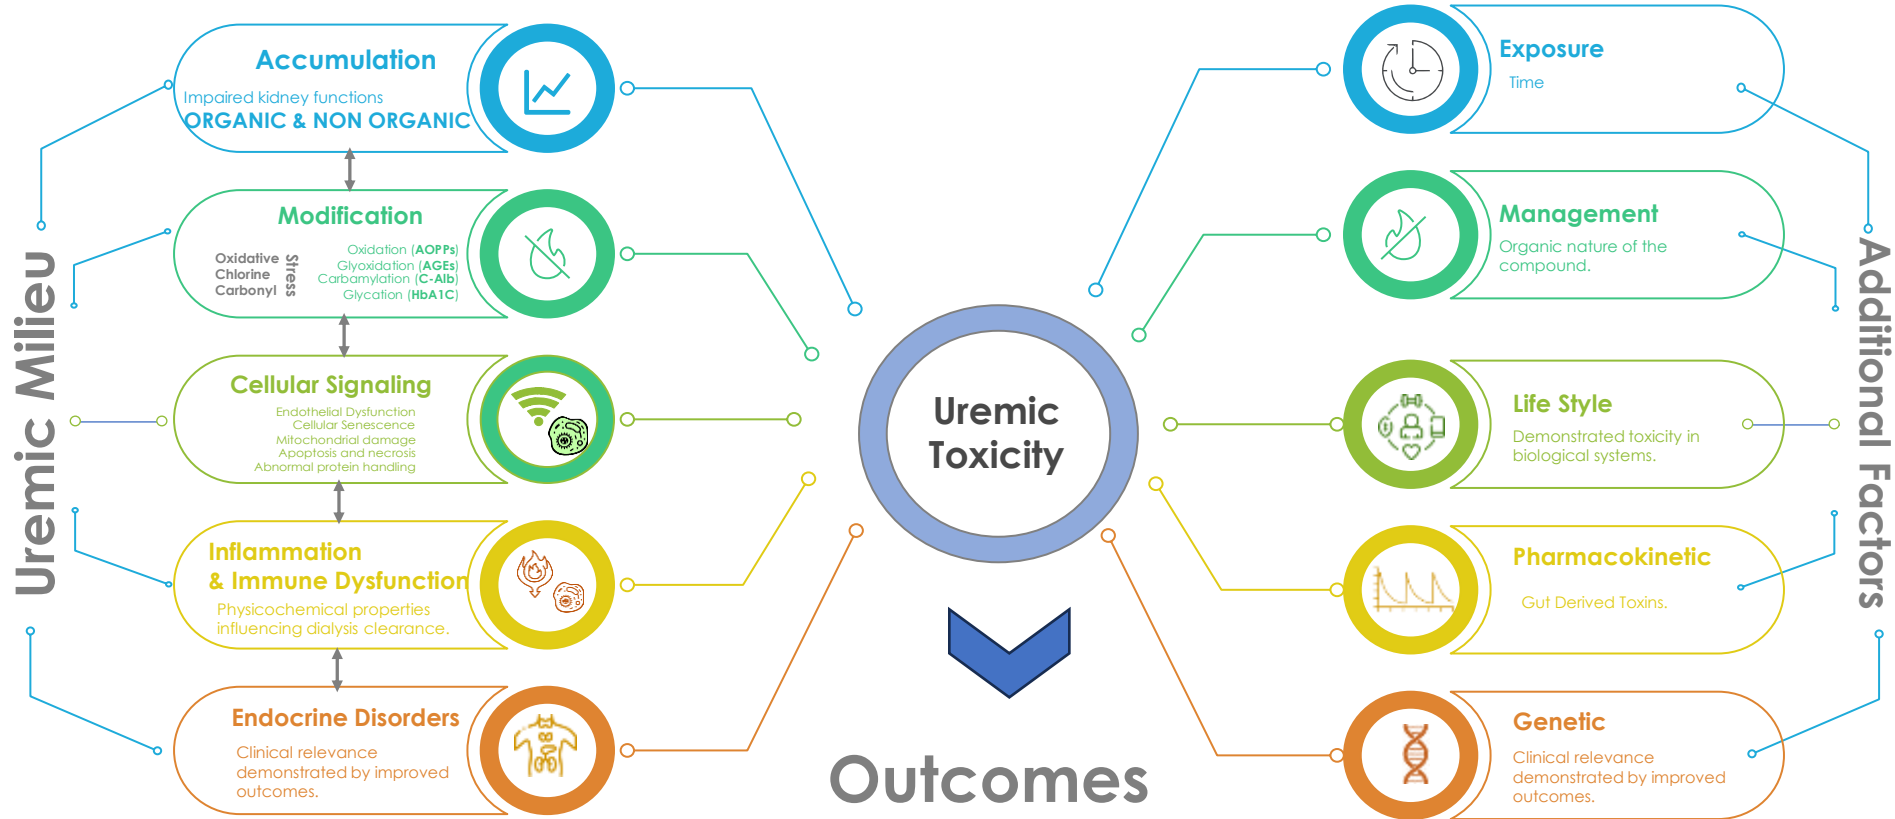 Uremic Milieu
Accumulation
Impaired kidney functions
ORGANIC & NON ORGANIC
Modification
Oxidative
Chlorine
Carbonyl
Stress
Oxidation (AOPPs)
Glyoxidation (AGEs)
Carbamylation (C-Alb)
Glycation (HbA1C)
Cellular Signaling
Endothelial Dysfunction
Cellular Senescence
Mitochondrial damage
Apoptosis and necrosis
Abnormal protein handling
Inflammation
& Immune Dysfunction
Physicochemical properties
influencing dialysis clearance.
Endocrine Disorders
Clinical relevance
demonstrated by improved
outcomes.
Uremic
Toxicity
Outcomes
Exposure
Time
Management
Organic nature of the
compound.
Life Style
Demonstrated toxicity in
biological systems.
Pharmacokinetic
Gut Derived Toxins.
Genetic
Clinical relevance
demonstrated by improved
outcomes.
Additional Factors